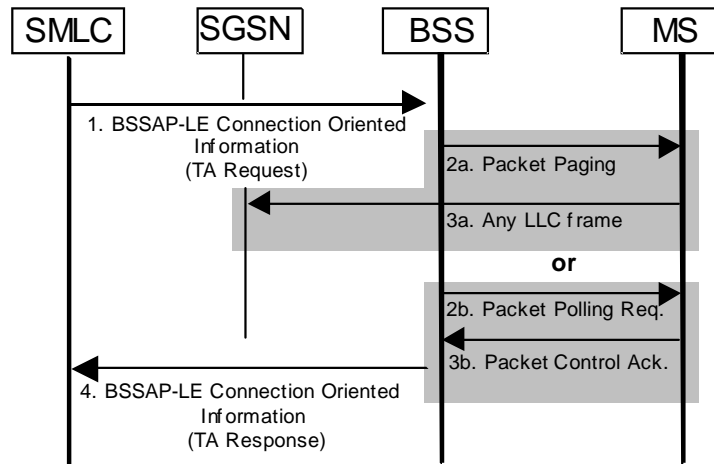 SMLC
SGSN
BSS
MS
1. BSSAP-LE Connection Oriented
Information
(TA Request)
2a. Packet Paging
3a. Any LLC frame
or
2b. Packet Polling Req.
3b. Packet Control Ack.
4. BSSAP-LE Connection Oriented
Information
(TA Response)